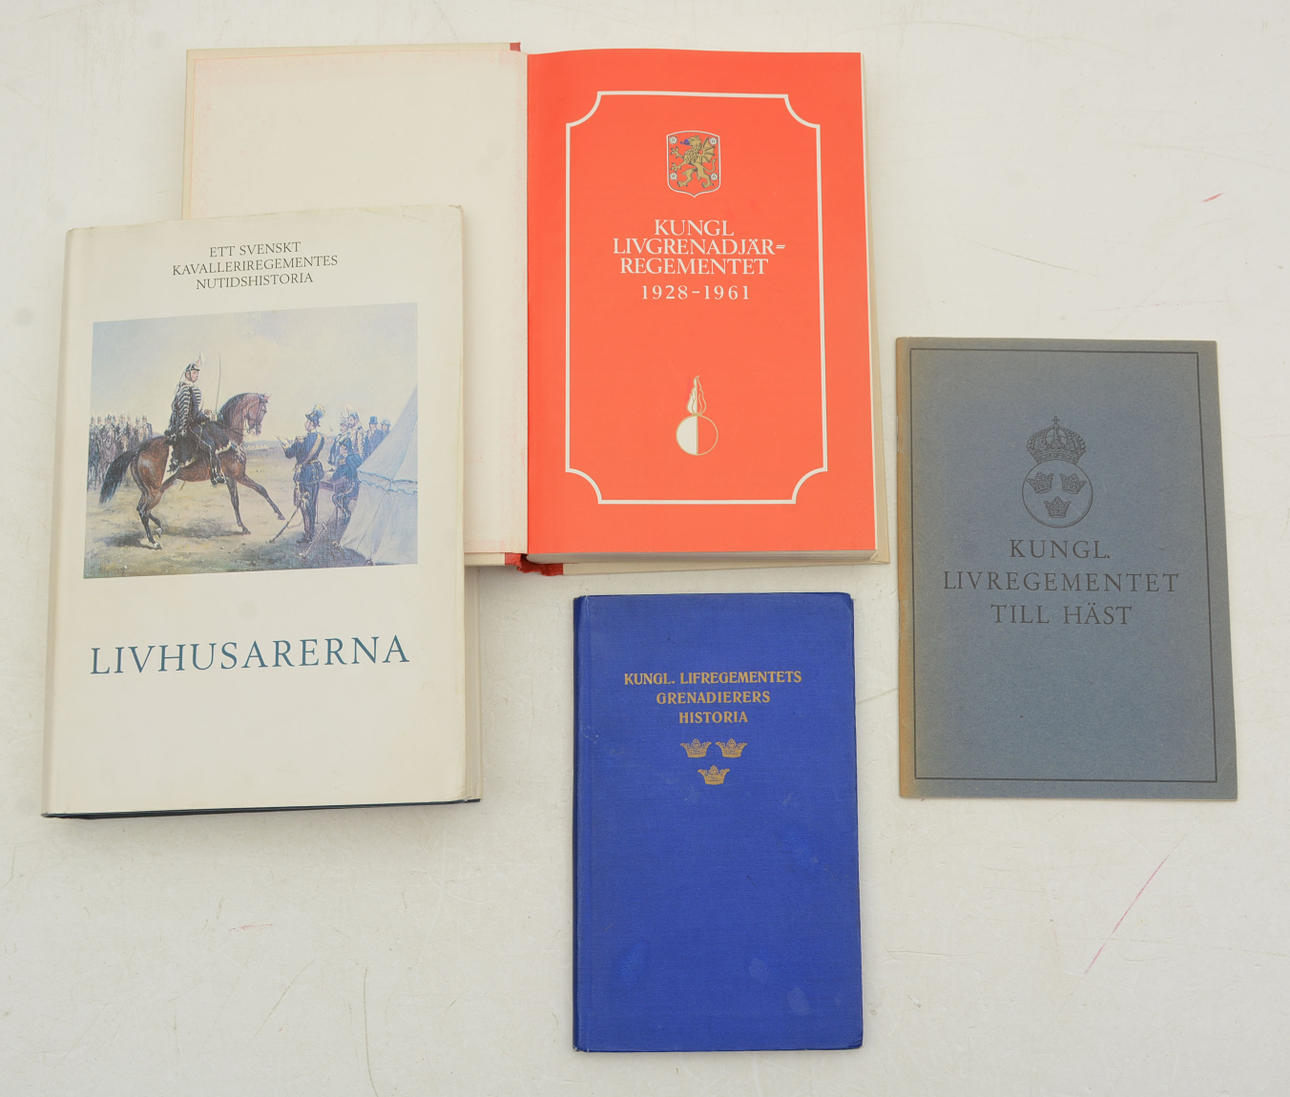 ETT SVENSKT
KAVALLERIREGEMENTES
NUTIDSHISTORIA
LIVHUSARERNA
KUNGL
LIVGRENADJÄR=
REGEMENTET
1928-1961
KUNGL. LIFREGEMENTETS
GRENADIERERS
HISTORIA
KUNGL.
LIVREGEMENTET
TILL HÄST